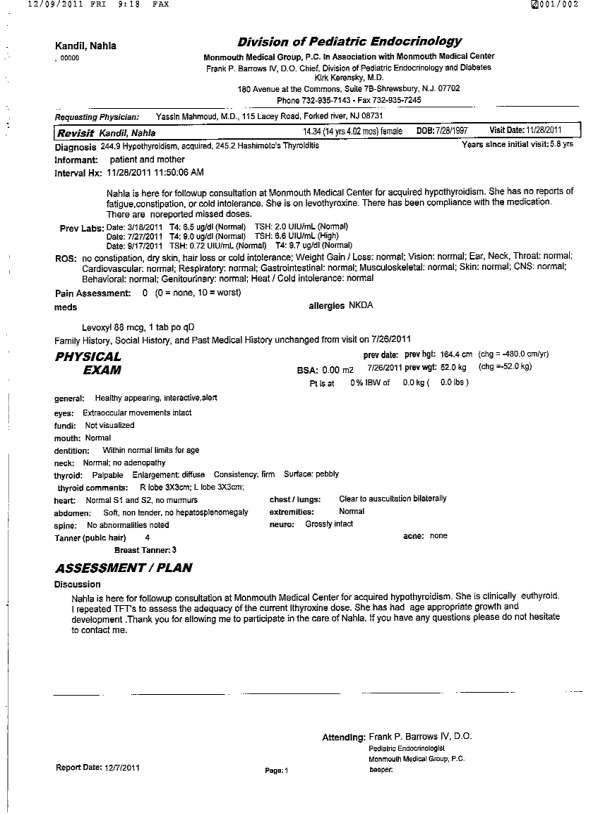 12/09/2011 FRI 9:18 FAX 001/002
Division of Pediatric Endocrinology
Kandil, Nahla
, 00000
Monmouth Medical Group, P.C. In Association with Monmouth Medical Center
Frank P. Barrows IV, D.O. Chief, Division of Pediatric Endocrinology and Diabetes
Kirk Kerensky, M.D.
180 Avenue at the Commons, Suite 7B-Shrewsbury, N.J. 07702
Phone 732-935-7143 - Fax 732-935-7245
Requesting Physician: Yassin Mahmoud, M.D., 115 Lacey Road, Forked river, NJ 08731
Revisit Kandil, Nahla 14.34 (14 yrs 4.02 mos) female DOB: 7/28/1997 Visit Date: 11/28/2011
Diagnosis 244.9 Hypothyroidism, acquired, 245.2 Hashimoto's Thyroiditis Years since initial visit: 5.8 yrs
Informant: patient and mother
Interval Hx: 11/28/2011 11:50:06 AM
Nahla is here for followup consultation at Monmouth Medical Center for acquired hypothyroidism. She has no reports of
fatigue,constipation, or cold intolerance. She is on levothyroxine. There has been compliance with the medication.
There are noreported missed doses.
Prev Labs: Date: 3/18/2011 T4: 6.5 ug/dl (Normal) TSH: 2.0 UIU/mL (Normal)
Date: 7/27/2011 T4: 9.0 ug/dl (Normal) TSH: 6.6 UIU/mL (High)
Date: 9/17/2011 TSH: 0.72 UIU/mL (Normal) T4: 9.7 ug/dl (Normal)
ROS: no constipation, dry skin, hair loss or cold intolerance; Weight Gain / Loss: normal; Vision: normal; Ear, Neck, Throat: normal;
Cardiovascular: normal; Respiratory: normal; Gastrointestinal: normal; Musculoskeletal: normal; Skin: normal; CNS: normal;
Behavioral: normal; Genitourinary: normal; Heat / Cold intolerance: normal
Pain Assessment: 0 (0 = none, 10 = worst)
meds allergies NKDA
Levoxyl 88 mcg, 1 tab po qD
Family History, Social History, and Past Medical History unchanged from visit on 7/26/2011
PHYSICAL prev date: prev hgt: 164.4 cm (chg = -480.0 cm/yr)
EXAM BSA: 0.00 m2 7/26/2011 prev wgt: 52.0 kg (chg =-52.0 kg)
Pt is at 0 % IBW of 0.0 kg ( 0.0 lbs )
general: Healthy appearing, interactive,alert
eyes: Extraoccular movements intact
fundi: Not visualized
mouth: Normal
dentition: Within normal limits for age
neck: Normal; no adenopathy
thyroid: Palpable Enlargement: diffuse Consistency: firm Surface: pebbly
thyroid comments: R lobe 3X3cm; L lobe 3X3cm;
heart: Normal S1 and S2, no murmurs chest / lungs: Clear to auscultation bilaterally
abdomen: Soft, non tender, no hepatosplenomegaly extremities: Normal
spine: No abnormalities noted neuro: Grossly intact
Tanner (pubic hair) 4 acne: none
Breast Tanner: 3
ASSESSMENT / PLAN
Discussion
Nahla is here for followup consultation at Monmouth Medical Center for acquired hypothyroidism. She is clinically euthyroid.
I repeated TFT's to assess the adequacy of the current lthyroxine dose. She has had age appropriate growth and
development .Thank you for allowing me to participate in the care of Nahla. If you have any questions please do not hesitate
to contact me.
Attending: Frank P. Barrows IV, D.O.
Pediatric Endocrinologist
Monmouth Medical Group, P.C.
beeper:
Report Date: 12/7/2011 Page: 1